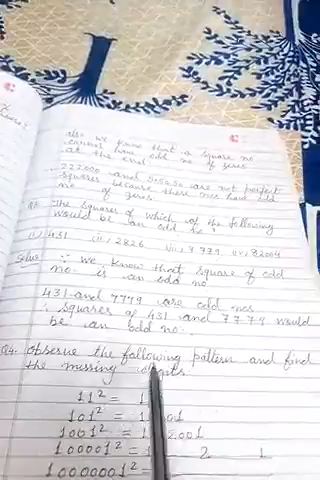 also we know that a square no
cannot have odd no of zeros
at the end
222000 and 505050 are not perfect
squares because these nos have odd
no of zeros.
Q3. The squares of which of the following
would be an odd no
(i) 431 (ii) 2826 (iii) 7779 (iv) 82004
Solun ∵ we know that square of odd
no. is an odd no
431 and 7779 are odd nos
∴ squares of 431 and 7779 would
be an odd no.
Q4. Observe the following pattern and find
the missing
11² = 1
101² = 1
1001² = 2001
100001² = 1 2 1
10000001² =